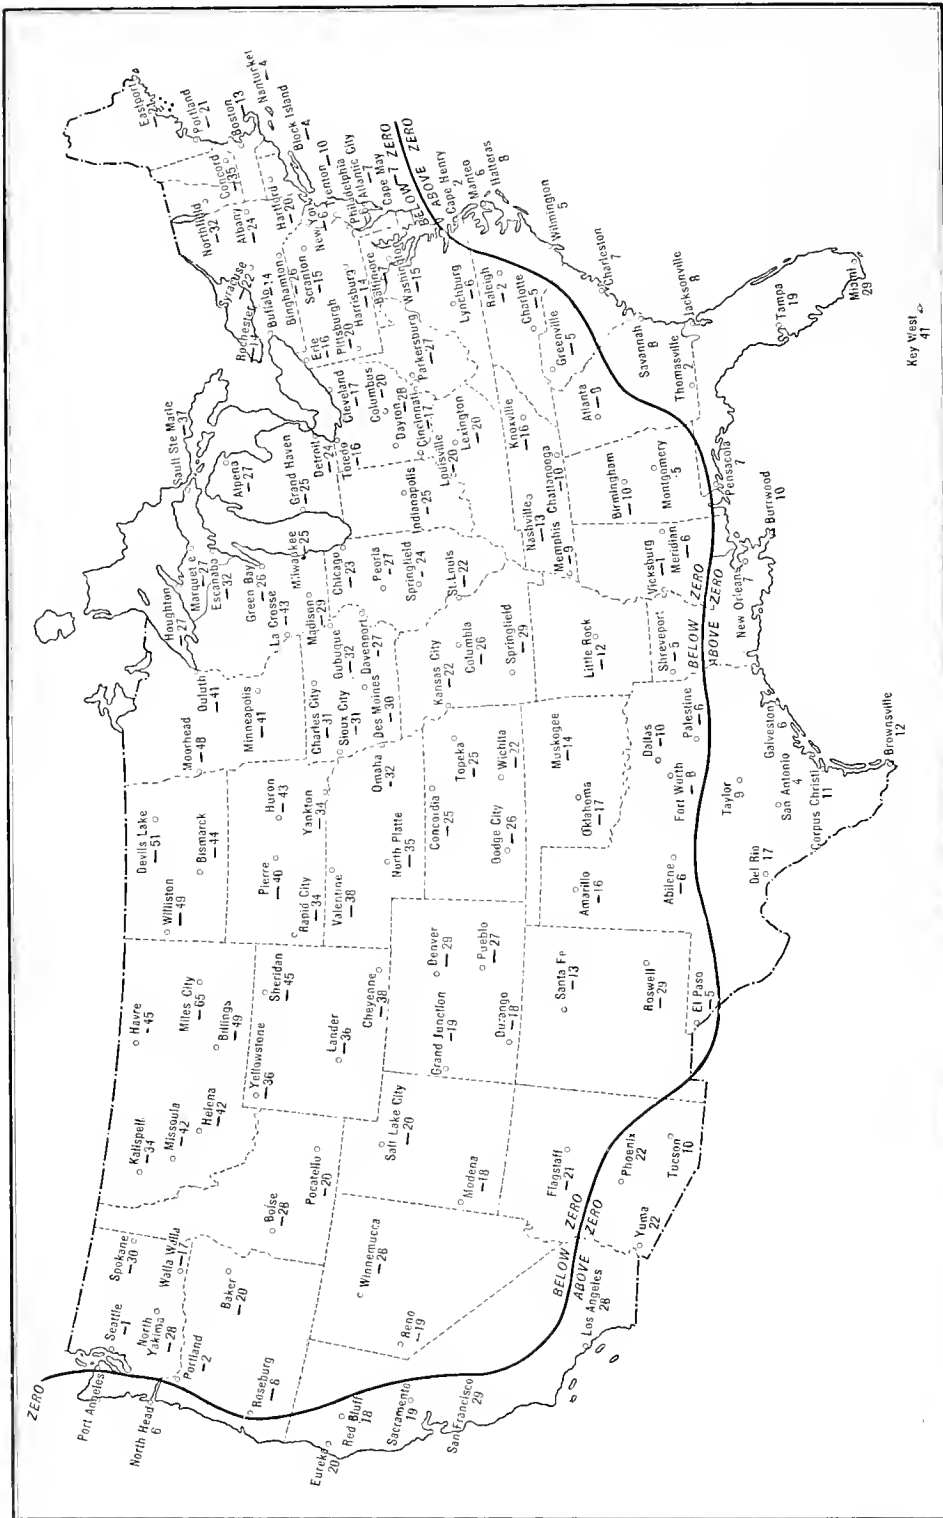 ZERO
Port Angeles
Seattle
-1
North Head
6
North
Yakima
-28
Portland
-2
Spokane
-30
Walla Walla
-17
Baker
-20
Roseburg
-6
Eureka
20
Red Bluff
18
Sacramento
19
San Francisco
29
Reno
-19
Winnemucca
-28
Boise
-28
Pocatello
-20
Kalispell
-34
Missoula
-42
Helena
-42
Havre
-45
Miles City
-65
Billings
-49
Yellowstone
-36
Sheridan
-45
Lander
-36
Cheyenne
-38
Salt Lake City
-20
Modena
-18
Grand Junction
-19
Denver
-29
Pueblo
-27
Durango
-18
Flagstaff
-21
Phoenix
22
Tucson
10
Yuma
22
Los Angeles
28
BELOW ZERO
ABOVE ZERO
Santa Fe
-13
Roswell
-29
El Paso
-5
Williston
-49
Devils Lake
-51
Bismarck
-44
Moorhead
-48
Duluth
-41
Minneapolis
-41
Pierre
-40
Huron
-43
Rapid City
-34
Yankton
-34
Valentine
-38
North Platte
-35
Omaha
-32
Sioux City
-31
Charles City
-31
Des Moines
-30
Dubuque
-32
Davenport
-27
Concordia
-25
Topeka
-25
Dodge City
-26
Wichita
-22
Kansas City
-22
Columbia
-26
St. Louis
-22
Springfield
-29
Amarillo
-16
Oklahoma
-17
Muskogee
-14
Little Rock
-12
Abilene
-6
Fort Worth
-8
Dallas
-10
Palestine
-6
Shreveport
-5
Taylor
9
Del Rio
17
San Antonio
4
Galveston
6
Corpus Christi
11
Brownsville
12
BELOW ZERO
ABOVE ZERO
New Orleans
7
Burrwood
10
Vicksburg
-1
Meridian
-6
Houghton
-27
Marquette
-27
Escanaba
-32
Sault Ste Marie
-37
Green Bay
-26
La Crosse
-43
Madison
-29
Milwaukee
-25
Chicago
-23
Peoria
-27
Springfield
-24
Alpena
-27
Grand Haven
-25
Detroit
-24
Toledo
-16
Cleveland
-17
Columbus
-20
Dayton
-28
Cincinnati
-17
Indianapolis
-25
Louisville
-20
Lexington
-20
Parkersburg
-27
Nashville
-13
Memphis
-9
Chattanooga
-10
Knoxville
-16
Birmingham
-10
Montgomery
-5
Pensacola
7
Atlanta
Thomasville
2
Savannah
8
Jacksonville
8
Tampa
19
Miami
29
Key West
41
Greenville
-5
Charlotte
-5
Raleigh
-2
Lynchburg
-6
Charleston
7
Wilmington
5
Hatteras
8
Manteo
6
Cape Henry
2
BELOW ZERO
ABOVE ZERO
Washington
-15
Baltimore
-7
Cape May
-7
Atlantic City
-7
Philadelphia
Trenton
-10
Harrisburg
-14
Pittsburgh
-20
Erie
-16
Scranton
-15
Binghamton
-26
Buffalo
-14
Rochester
Syracuse
New York
Albany
-24
Hartford
-20
Block Island
-4
Nantucket
-4
Boston
-13
Concord
-35
Northfield
-32
Portland
-21
Eastport
-21